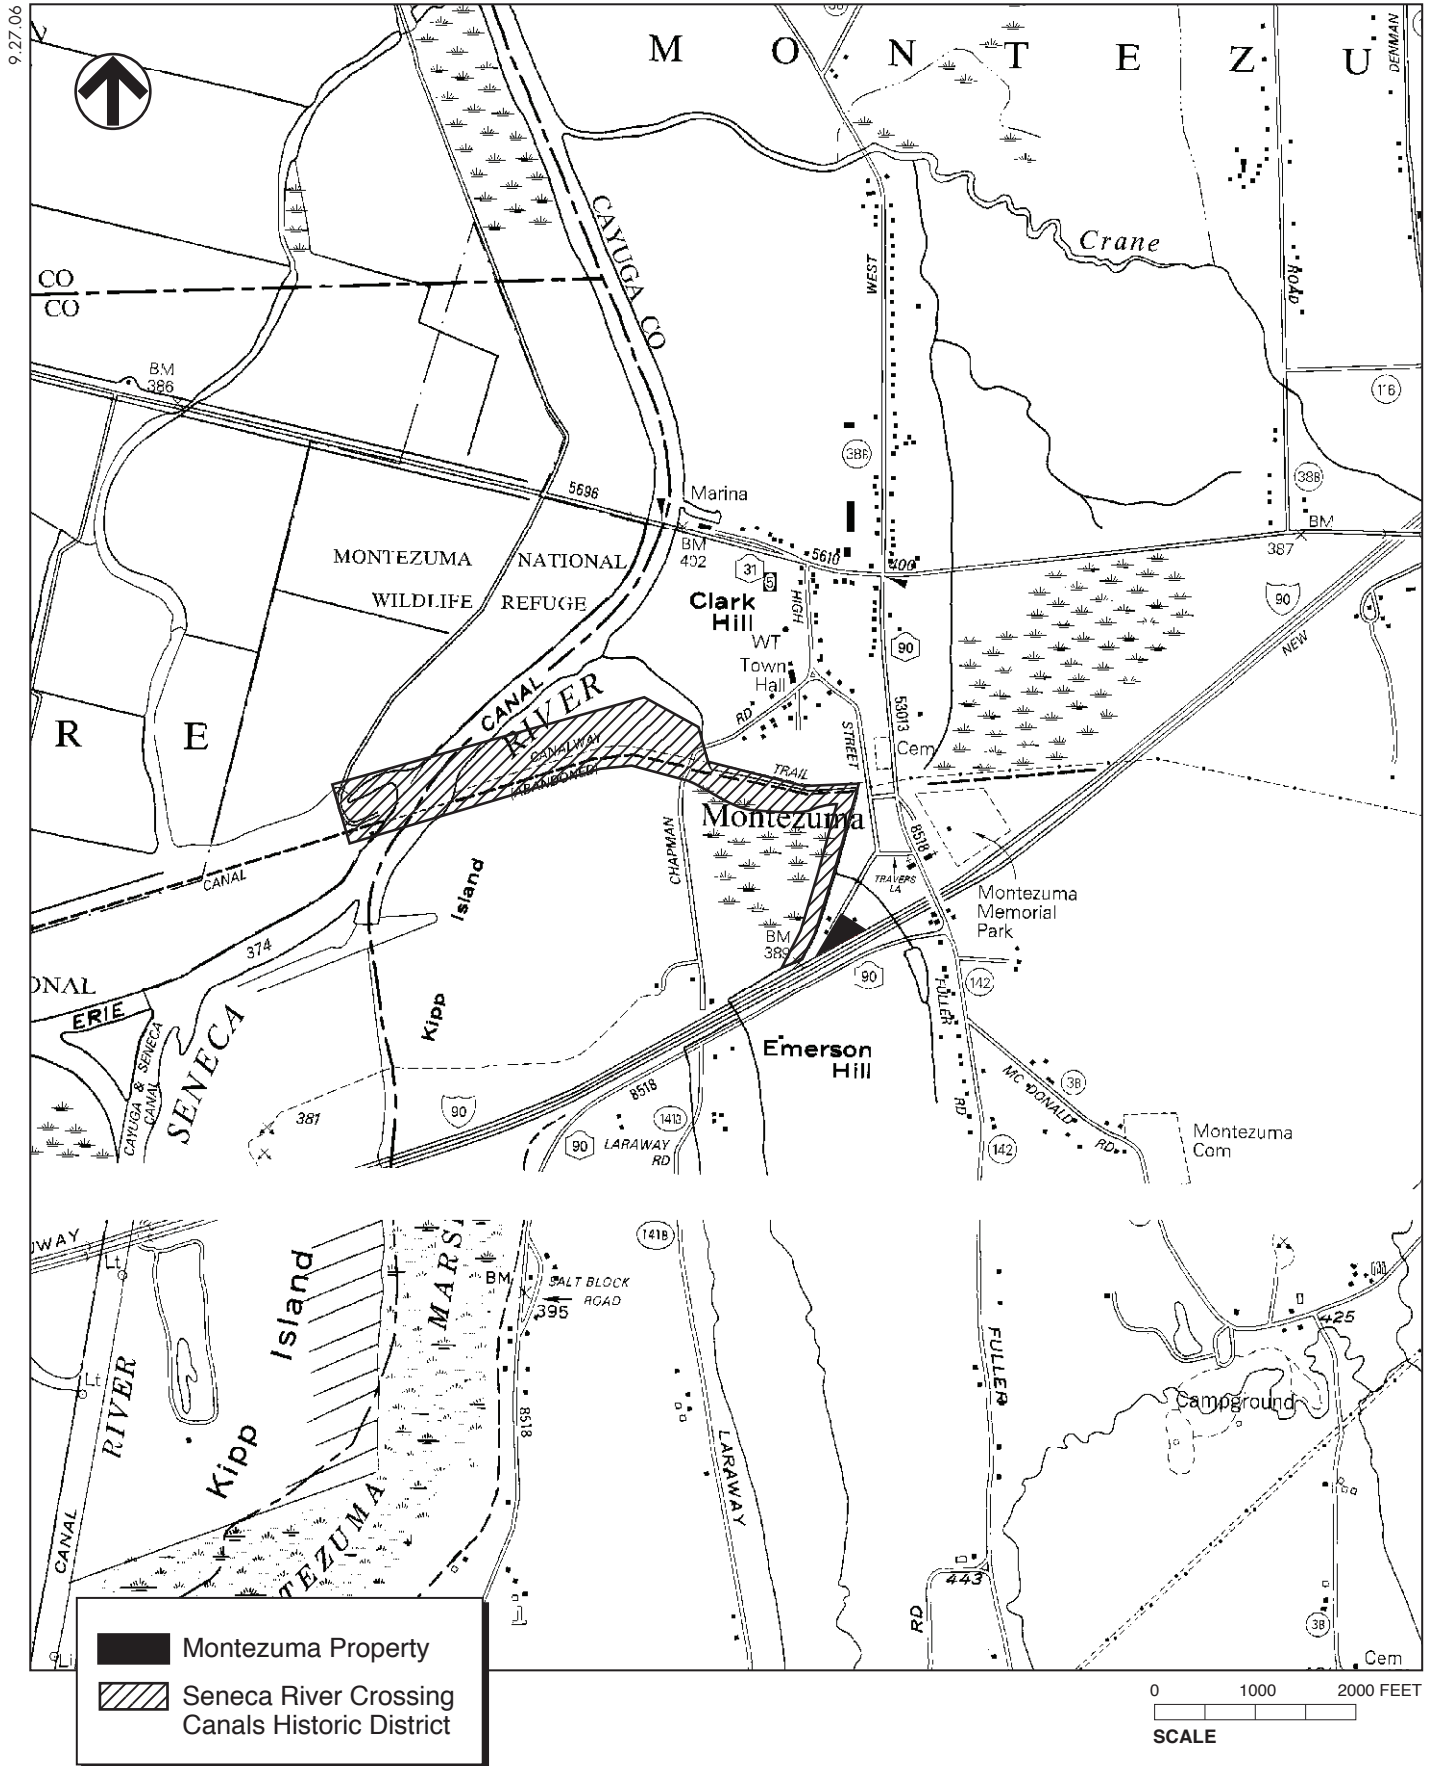 9.27.06
M O N T E Z U
DENMAN
CAYUGA CO
Crane
WEST
ROAD
CO
CO
BM
386
38B
38B
5696
Marina
BM
BM
402
387
5610
400
31
5
90
MONTEZUMA NATIONAL
WILDLIFE REFUGE
Clark
Hill
HIGH
WT
Town
Hall
90
NEW
R E
CANAL
RIVER
RD
STREET
53013
Cem
CANALWAY
(ABANDONED)
TRAIL
Montezuma
CHAPMAN
8518
TRAVERS
LA
CANAL
Island
Kipp
Montezuma
Memorial
Park
BM
389
90
374
142
ONAL
ERIE
SENECA
CAYUGA & SENECA
CANAL
FULLER
RD
Emerson
Hill
MC DONALD
RD
38
381
90
8518
141B
90
LARAWAY
RD
142
Montezuma
Com
WAY
Lt
Lt
RIVER
CANAL
Island
Kipp
MARS
TEZUMA
BM
395
SALT BLOCK
ROAD
8518
141B
LARAWAY
FULLER
RD
443
425
Campground
38
Cem
Montezuma Property
Seneca River Crossing
Canals Historic District
0 1000 2000 FEET
SCALE